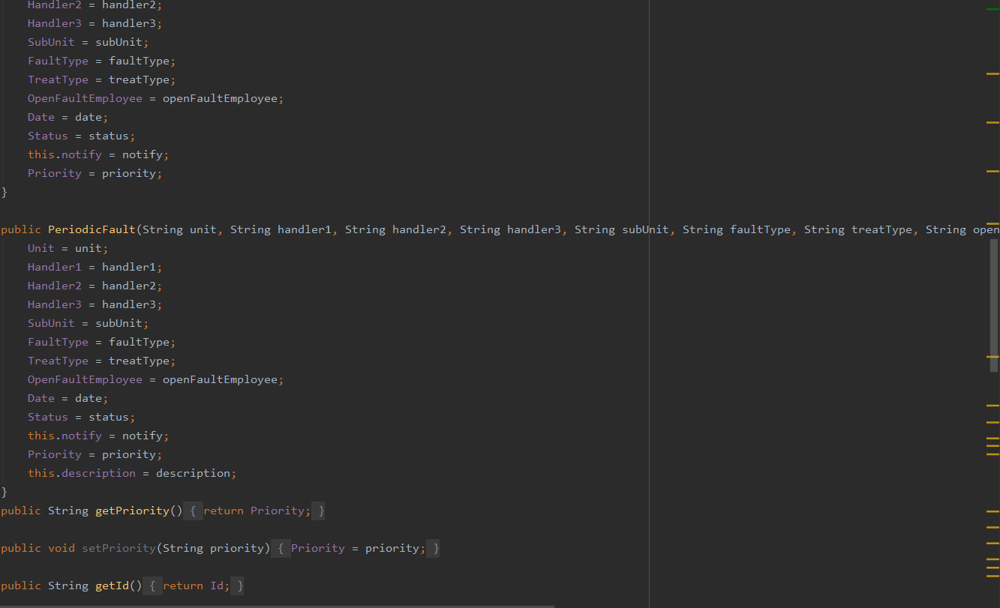 Handler2 = handler2;
Handler3 = handler3;
SubUnit = subUnit;
FaultType = faultType;
TreatType = treatType;
OpenFaultEmployee = openFaultEmployee;
Date = date;
Status = status;
this.notify = notify;
Priority = priority;
}
public PeriodicFault(String unit, String handler1, String handler2, String handler3, String subUnit, String faultType, String treatType, String open
Unit = unit;
Handler1 = handler1;
Handler2 = handler2;
Handler3 = handler3;
SubUnit = subUnit;
FaultType = faultType;
TreatType = treatType;
OpenFaultEmployee = openFaultEmployee;
Date = date;
Status = status;
this.notify = notify;
Priority = priority;
this.description = description;
}
public String getPriority() { return Priority; }
public void setPriority(String priority) { Priority = priority; }
public String getId() { return Id; }